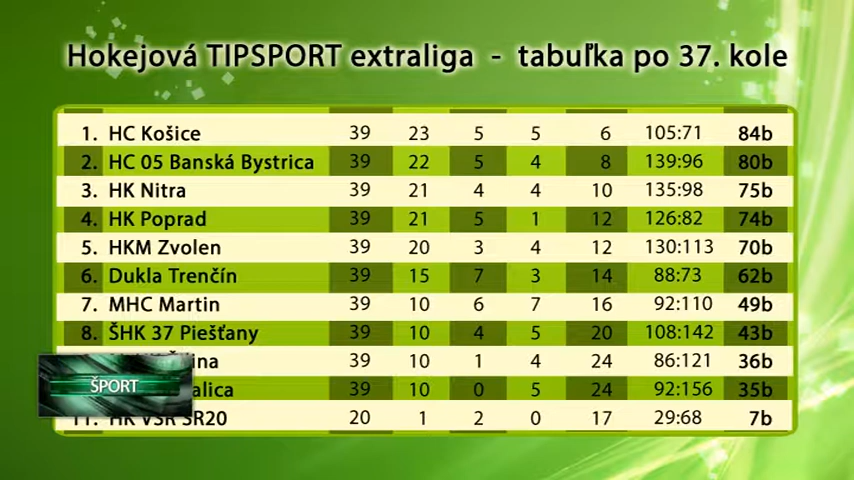 Hokejová TIPSPORT extraliga - tabuľka po 37. kole
1. HC Košice 39 23 5 5 6 105:71 84b
2. HC 05 Banská Bystrica 39 22 5 4 8 139:96 80b
3. HK Nitra 39 21 4 4 10 135:98 75b
4. HK Poprad 39 21 5 1 12 126:82 74b
5. HKM Zvolen 39 20 3 4 12 130:113 70b
6. Dukla Trenčín 39 15 7 3 14 88:73 62b
7. MHC Martin 39 10 6 7 16 92:110 49b
8. ŠHK 37 Piešťany 39 10 4 5 20 108:142 43b
39 10 1 4 24 86:121 36b
39 10 0 5 24 92:156 35b
11. HK VSR SR20 20 1 2 0 17 29:68 7b
ŠPORT